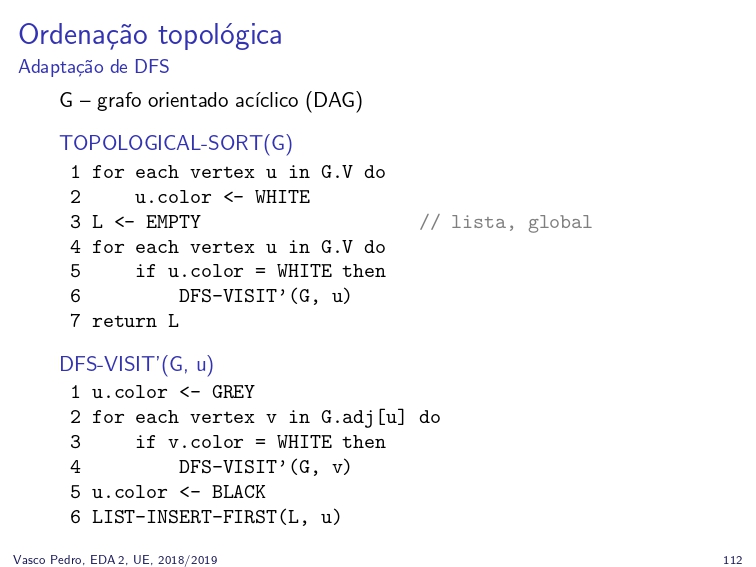 Ordenação topológica
Adaptação de DFS
G – grafo orientado acíclico (DAG)
TOPOLOGICAL-SORT(G)
1 for each vertex u in G.V do
2     u.color <- WHITE
3 L <- EMPTY                    // lista, global
4 for each vertex u in G.V do
5     if u.color = WHITE then
6         DFS-VISIT’(G, u)
7 return L
DFS-VISIT’(G, u)
1 u.color <- GREY
2 for each vertex v in G.adj[u] do
3     if v.color = WHITE then
4         DFS-VISIT’(G, v)
5 u.color <- BLACK
6 LIST-INSERT-FIRST(L, u)
Vasco Pedro, EDA 2, UE, 2018/2019 112